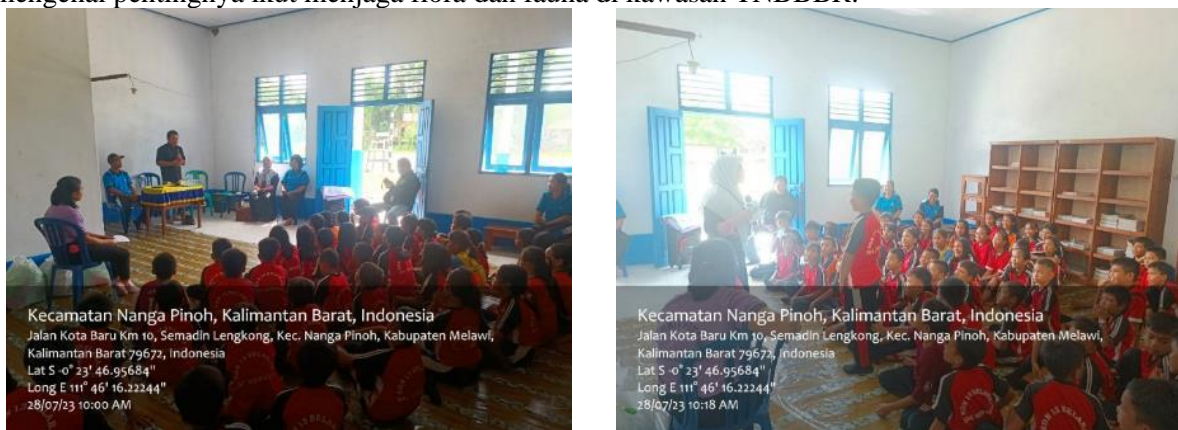 mengenai pentingnya ikut menjaga flora dan fauna di kawasan TNBBBR.
Kecamatan Nanga Pinoh, Kalimantan Barat, Indonesia
Jalan Kota Baru Km 10, Semadin Lengkong, Kec. Nanga Pinoh, Kabupaten Melawi,
Kalimantan Barat 79672, Indonesia
Lat S -0° 23' 46.95684"
Long E 111° 46' 16.22244"
28/07/23 10:00 AM
Kecamatan Nanga Pinoh, Kalimantan Barat, Indonesia
Jalan Kota Baru Km 10, Semadin Lengkong, Kec. Nanga Pinoh, Kabupaten Melawi,
Kalimantan Barat 79672, Indonesia
Lat S -0° 23' 46.95684"
Long E 111° 46' 16.22244"
28/07/23 10:18 AM